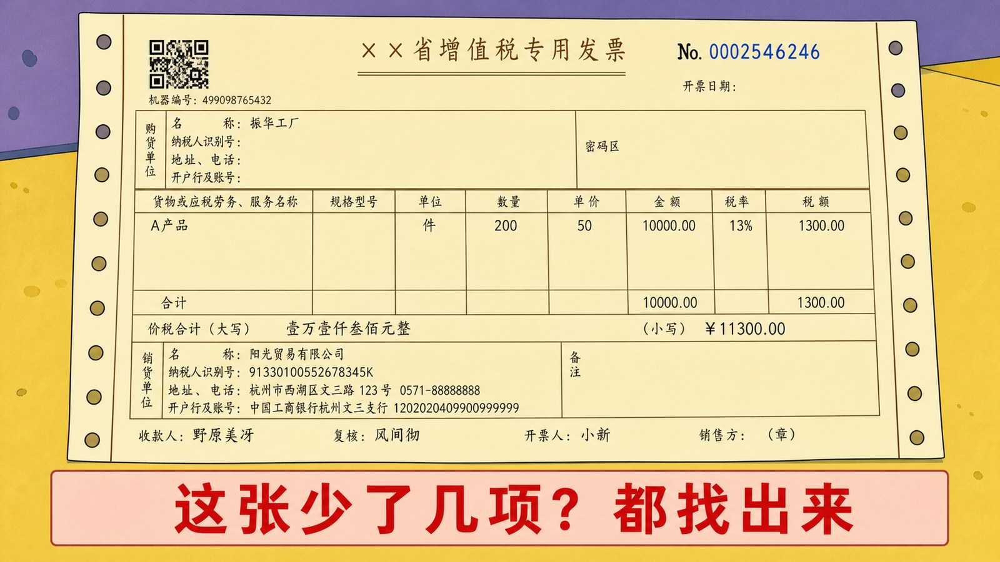 ××省增值税专用发票
No. 0002546246
开票日期：
机器编号：499098765432
购货单位
名 称：振华工厂
纳税人识别号：
地址、电话：
开户行及账号：
密码区
货物或应税劳务、服务名称 规格型号 单位 数量 单价 金额 税率 税额
A产品 件 200 50 10000.00 13% 1300.00
合计 10000.00 1300.00
价税合计（大写） 壹万壹仟叁佰元整 （小写） ¥11300.00
销货单位
名 称：阳光贸易有限公司
纳税人识别号：91330100552678345K
地址、电话：杭州市西湖区文三路 123 号 0571-88888888
开户行及账号：中国工商银行杭州文三支行 1202020409900999999
备注
收款人：野原美冴 复核：风间彻 开票人：小新 销售方：（章）
这张少了几项？都找出来